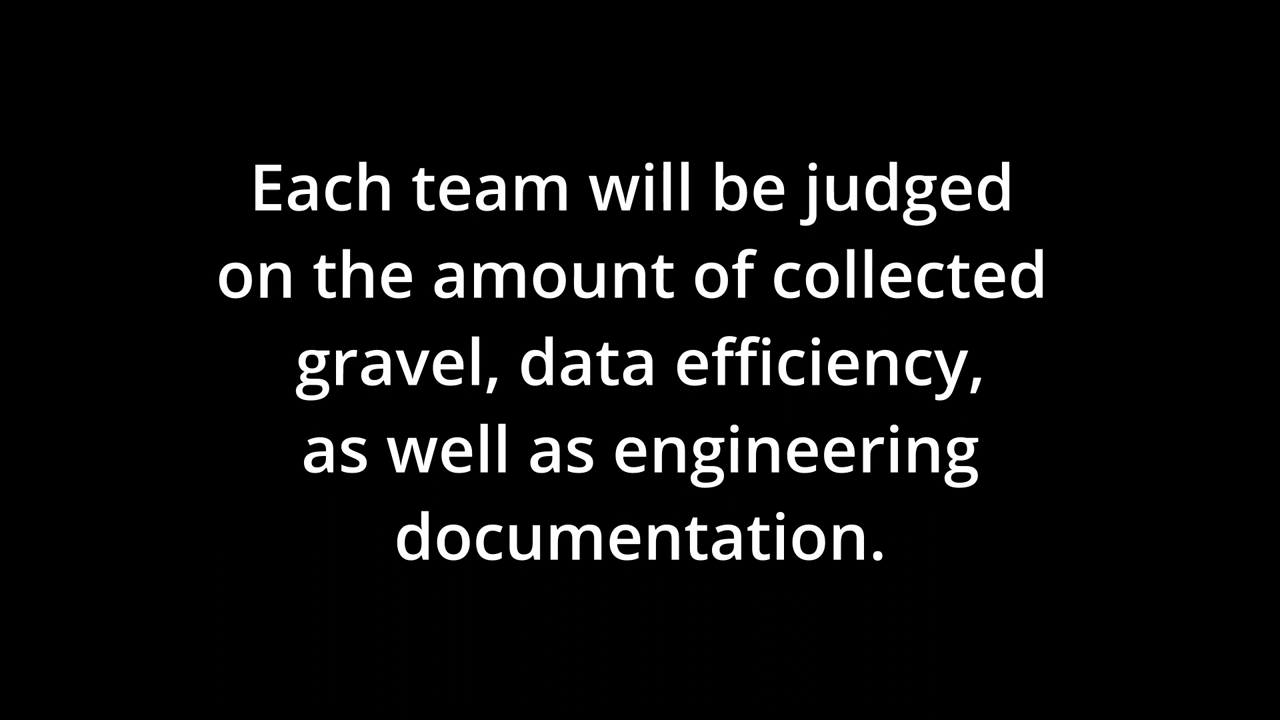 Each team will be judged
on the amount of collected
gravel, data efficiency,
as well as engineering
documentation.